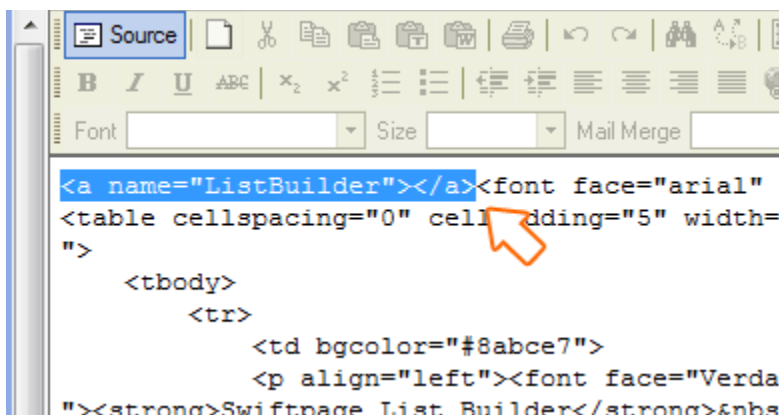 Source
B I U ABC x₂ x²
Font Size Mail Merge
<a name="ListBuilder"></a><font face="arial"
<table cellspacing="0" cellpadding="5" width=
">
<tbody>
<tr>
<td bgcolor="#8abce7">
<p align="left"><font face="Verda
"><strong>Swiftpage List Builder</strong>&nbs